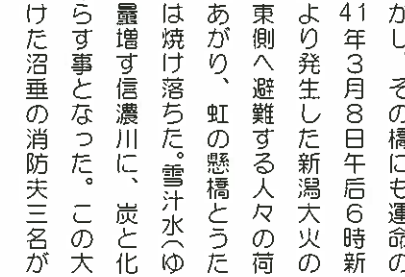 かし、その橋にも運命の
41年3月8日午后6時新
より発生した新潟大火の
東側へ避難する人々の荷
あがり、虹の懸橋とうた
は焼け落ちた。雪汁水(ゆ
量増す信濃川に、炭と化
らす事となった。この大
けた沼垂の消防夫三名が